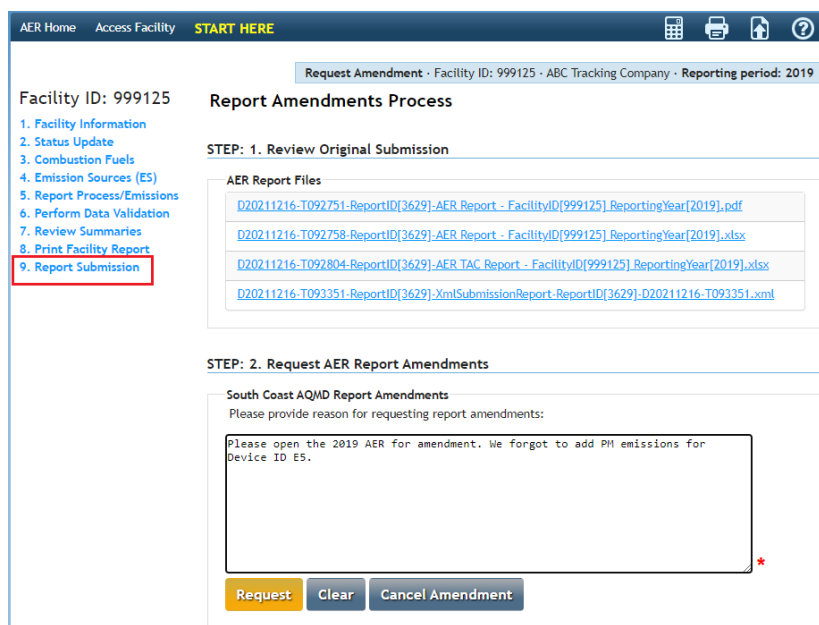 AER Home Access Facility START HERE
Request Amendment · Facility ID: 999125 · ABC Tracking Company · Reporting period: 2019
Facility ID: 999125
1. Facility Information
2. Status Update
3. Combustion Fuels
4. Emission Sources (ES)
5. Report Process/Emissions
6. Perform Data Validation
7. Review Summaries
8. Print Facility Report
9. Report Submission
Report Amendments Process
STEP: 1. Review Original Submission
AER Report Files
D20211216-T092751-ReportID[3629]-AER Report - FacilityID[999125] ReportingYear[2019].pdf
D20211216-T092758-ReportID[3629]-AER Report - FacilityID[999125] ReportingYear[2019].xlsx
D20211216-T092804-ReportID[3629]-AER TAC Report - FacilityID[999125] ReportingYear[2019].xlsx
D20211216-T093351-ReportID[3629]-XmlSubmissionReport-ReportID[3629]-D20211216-T093351.xml
STEP: 2. Request AER Report Amendments
South Coast AQMD Report Amendments
Please provide reason for requesting report amendments:
Please open the 2019 AER for amendment. We forgot to add PM emissions for
Device ID E5.
*
Request Clear Cancel Amendment